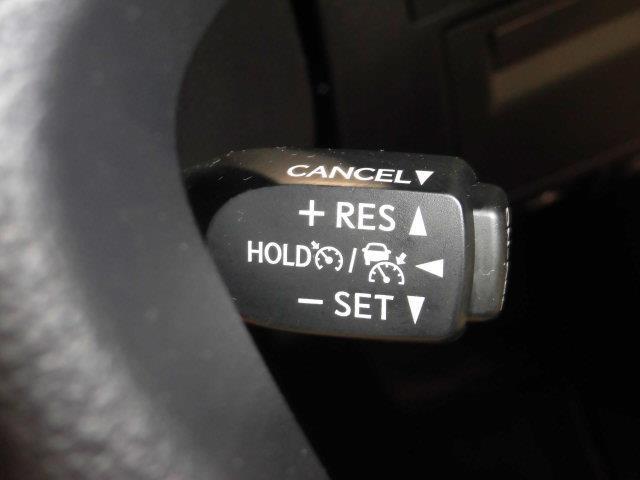 CANCEL▼
+ RES ▲
HOLD / ◀
− SET ▼